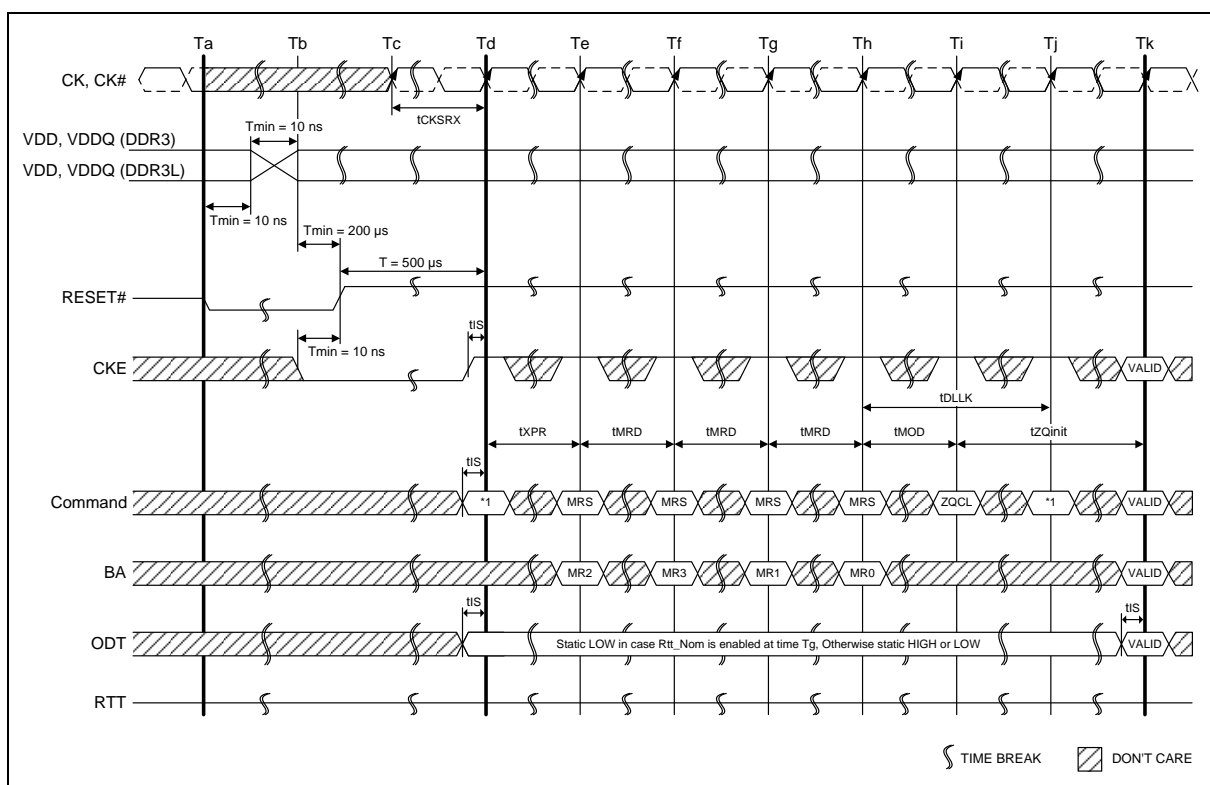 Ta Tb Tc Td Te Tf Tg Th Ti Tj Tk
CK, CK#
tCKSRX
Tmin = 10 ns
VDD, VDDQ (DDR3)
VDD, VDDQ (DDR3L)
Tmin = 10 ns
Tmin = 200 µs
T = 500 µs
RESET#
tIS
Tmin = 10 ns
CKE VALID
tDLLK
tXPR tMRD tMRD tMRD tMOD tZQinit
tIS
Command *1 MRS MRS MRS MRS ZQCL *1 VALID
BA MR2 MR3 MR1 MR0 VALID
tIS tIS
ODT Static LOW in case Rtt_Nom is enabled at time Tg, Otherwise static HIGH or LOW VALID
RTT
TIME BREAK DON'T CARE